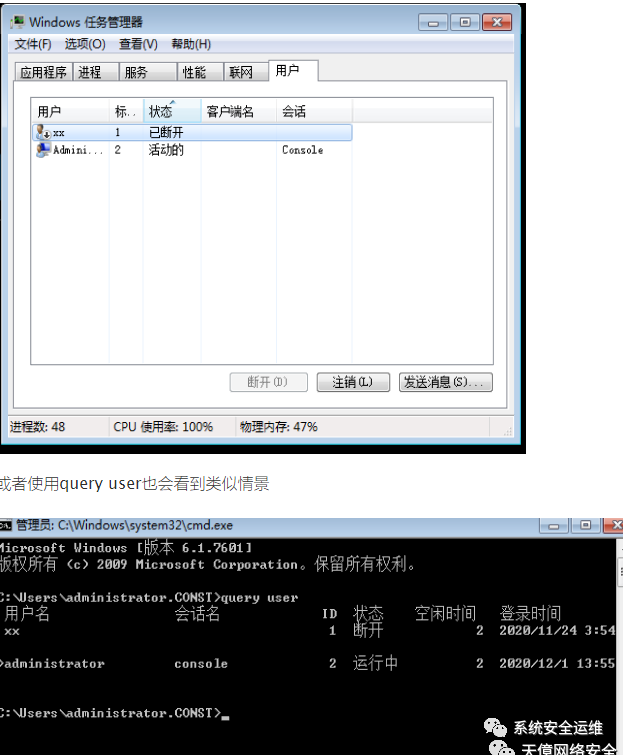 Windows 任务管理器
文件(F) 选项(O) 查看(V) 帮助(H)
应用程序 进程 服务 性能 联网 用户
用户 标.. 状态 客户端名 会话
xx 1 已断开
Admini... 2 活动的 Console
断开(D) 注销(L) 发送消息(S)...
进程数: 48 CPU 使用率: 100% 物理内存: 47%
或者使用query user也会看到类似情景
管理员: C:\Windows\system32\cmd.exe
Microsoft Windows [版本 6.1.7601]
版权所有 (c) 2009 Microsoft Corporation。保留所有权利。
C:\Users\administrator.CONST>query user
用户名 会话名 ID 状态 空闲时间 登录时间
xx 1 断开 2 2020/11/24 3:54
>administrator console 2 运行中 2 2020/12/1 13:55
C:\Users\administrator.CONST>_
系统安全运维
天億网络安全